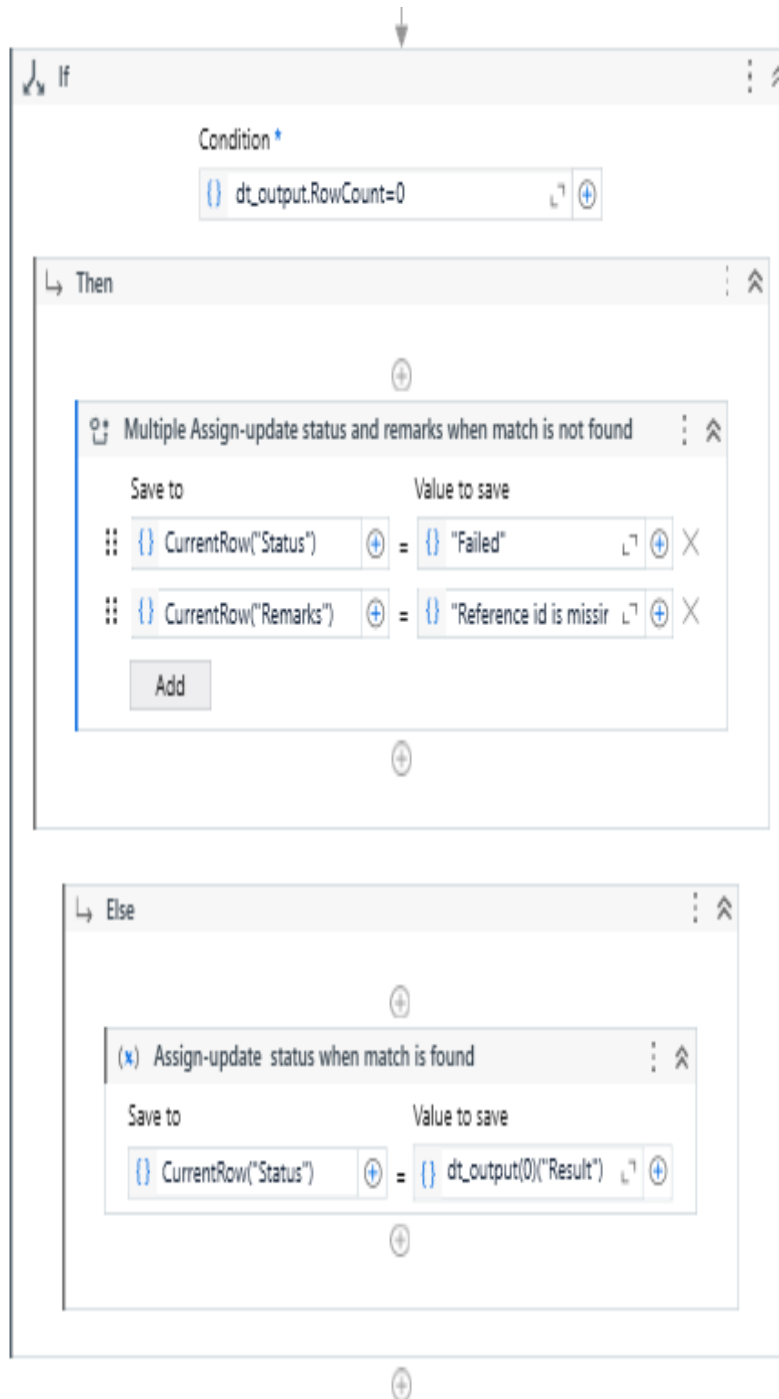 If
Condition *
{} dt_output.RowCount=0
Then
Multiple Assign-update status and remarks when match is not found
Save to Value to save
{} CurrentRow("Status") = {} "Failed"
{} CurrentRow("Remarks") = {} "Reference id is missir
Add
Else
(x) Assign-update status when match is found
Save to Value to save
{} CurrentRow("Status") = {} dt_output(0)("Result")